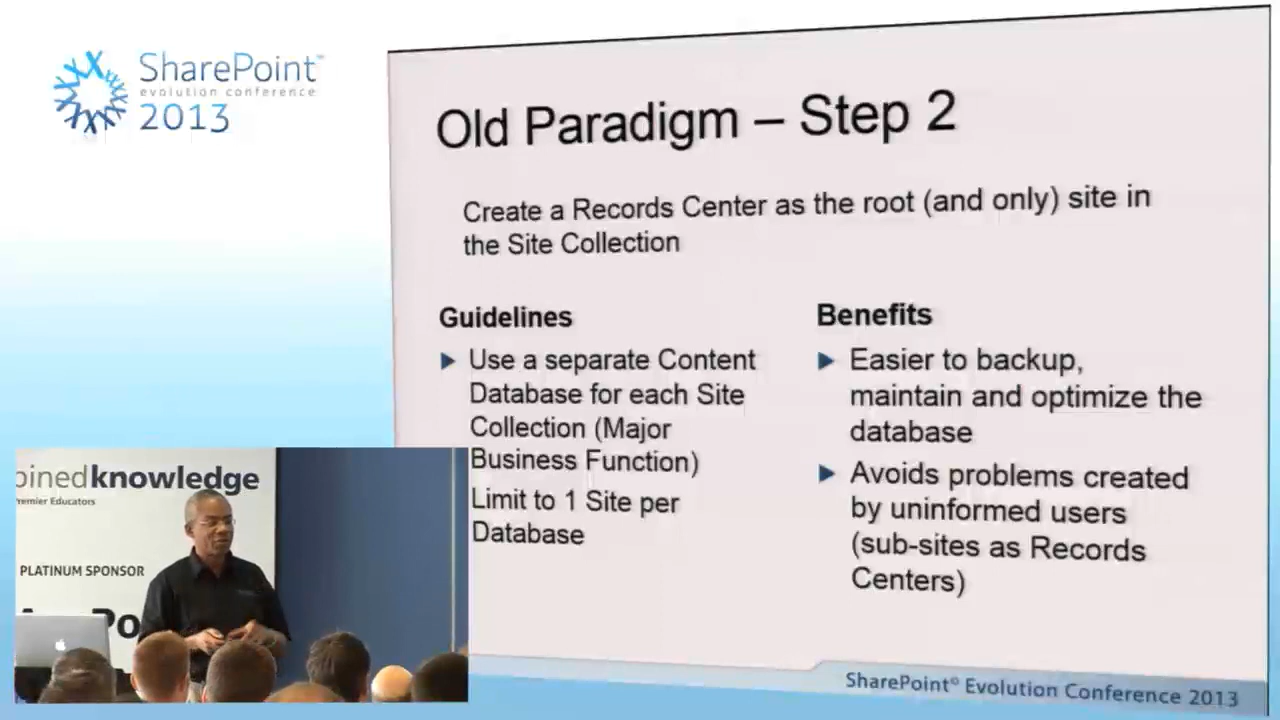 SharePoint™
evolution conference
2013
Old Paradigm – Step 2
Create a Records Center as the root (and only) site in
the Site Collection
Guidelines
Use a separate Content
Database for each Site
Collection (Major
Business Function)
Limit to 1 Site per
Database
Benefits
Easier to backup,
maintain and optimize the
database
Avoids problems created
by uninformed users
(sub-sites as Records
Centers)
SharePoint® Evolution Conference 2013
oinedknowledge
remier Educators
PLATINUM SPONSOR